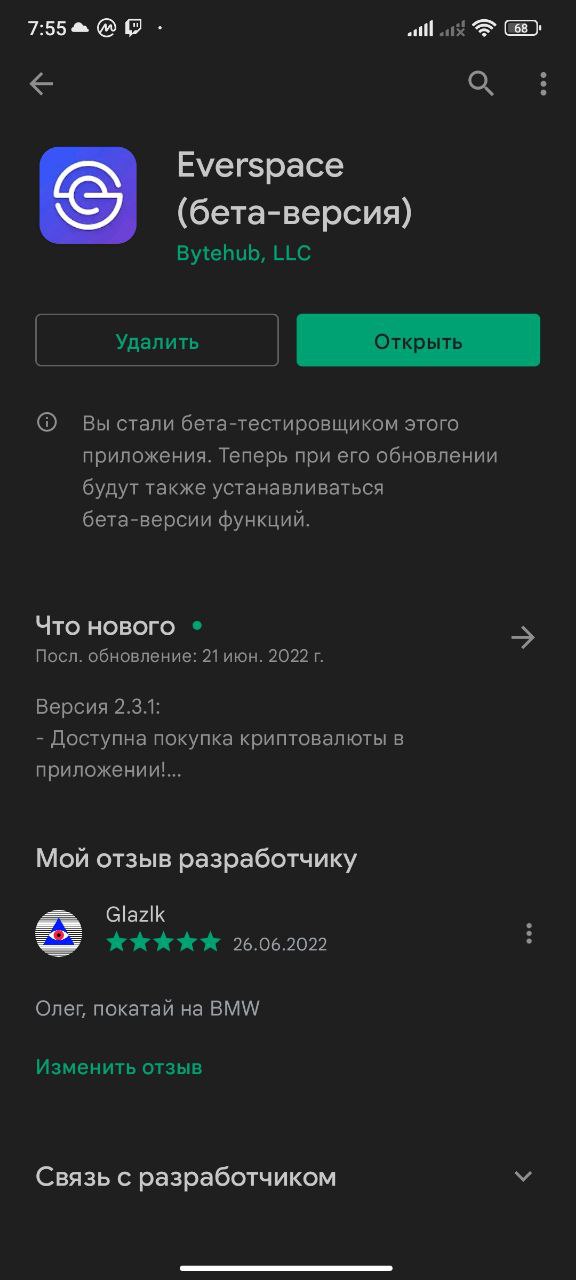 7:55
68
Everspace
(бета-версия)
Bytehub, LLC
Удалить
Открыть
Вы стали бета-тестировщиком этого
приложения. Теперь при его обновлении
будут также устанавливаться
бета-версии функций.
Что нового
Посл. обновление: 21 июн. 2022 г.
Версия 2.3.1:
- Доступна покупка криптовалюты в
приложении!...
Мой отзыв разработчику
Glazlk
26.06.2022
Олег, покатай на BMW
Изменить отзыв
Связь с разработчиком